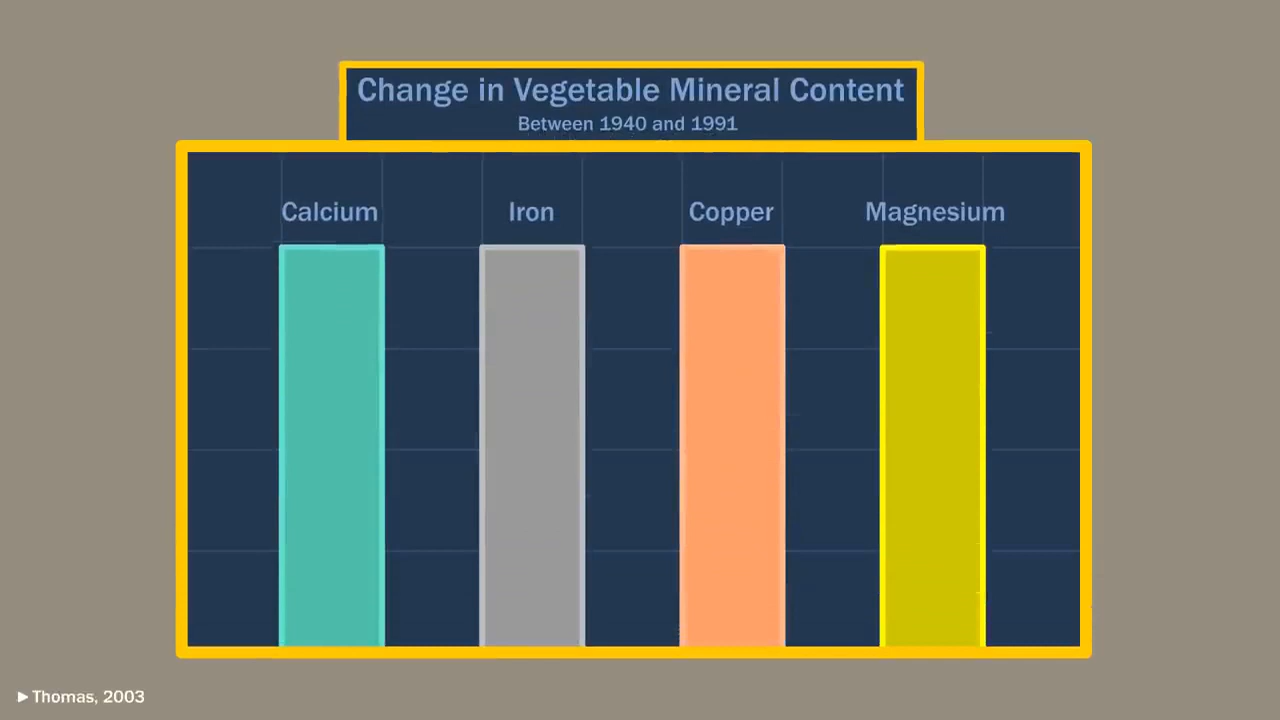 Change in Vegetable Mineral Content
Between 1940 and 1991
Calcium Iron Copper Magnesium
▶Thomas, 2003